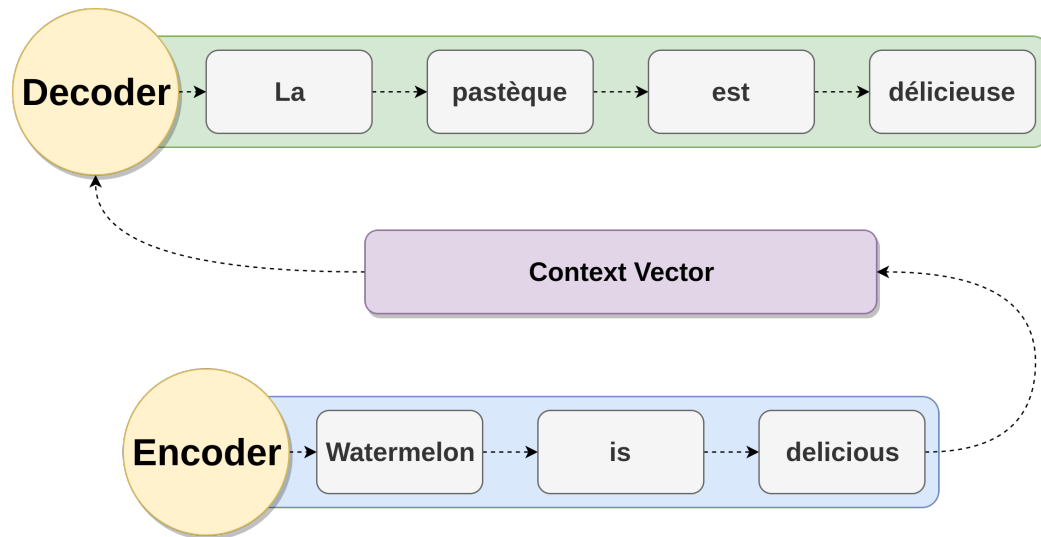 Decoder
La
pastèque
est
délicieuse
Context Vector
Encoder
Watermelon
is
delicious